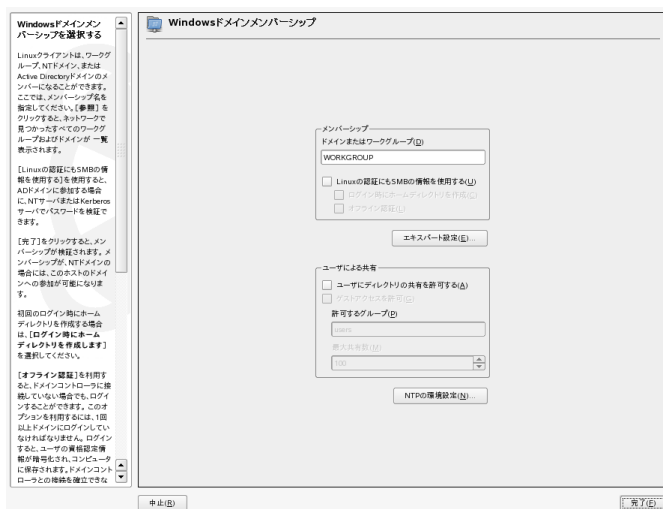 Windowsドメインメン
バーシップを選択する
Linuxクライアントは、ワークグ
ループ、NTドメイン、または
Active Directoryドメインのメ
ンバーになることができます。
ここでは、メンバーシップ名を
指定してください。[参照] を
クリックすると、ネットワークで
見つかったすべてのワークグ
ループおよびドメインが 一覧
表示されます。
[Linuxの認証にもSMBの情
報を使用する]を使用すると、
ADドメインに参加する場合
に、NTサーバまたはKerberos
サーバでパスワードを検証で
きます。
[完了]をクリックすると、メン
バーシップが検証されます。メ
ンバーシップが、NTドメインの
場合には、このホストのドメイ
ンへの参加が可能になりま
す。
初回のログイン時にホーム
ディレクトリを作成する場合
は、[ログイン時にホーム
ディレクトリを作成します]
を選択してください。
[オフライン認証]を利用す
ると、ドメインコントローラに接
続していない場合でも、ログイ
ンすることができます。このオ
プションを利用するには、1回
以上ドメインにログインしてい
なければなりません。ログイン
すると、ユーザの資格認定情
報が暗号化され、コンピュータ
に保存されます。ドメインコント
ローラとの接続を確立できな
Windowsドメインメンバーシップ
メンバーシップ
ドメインまたはワークグループ(D)
WORKGROUP
Linuxの認証にもSMBの情報を使用する(U)
ログイン時にホームディレクトリを作成(C)
オフライン認証(L)
エキスパート設定(E)...
ユーザによる共有
ユーザにディレクトリの共有を許可する(A)
ゲストアクセスを許可(G)
許可するグループ(P)
users
最大共有数(M)
100
NTPの環境設定(N)...
中止(R)
完了(F)